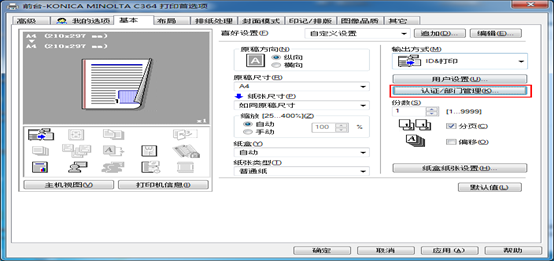 前台-KONICA MINOLTA C364 打印首选项
高级
我的选项
基本
布局
排纸处理
封面模式
印记/排版
图像品质
其它
A4 (210x297 mm)
A4 (210x297 mm)
x1
主机视图(V)
打印机信息(I)
喜好设置(F)
自定义设置
追加(D)...
编辑(E)...
原稿方向(N)
A
纵向
横向
原稿尺寸(R)
A4
纸张尺寸(B)
如同原稿尺寸
缩放 [25...400%](Z)
自动
手动
100
%
纸盒(Y)
自动
纸张类型(T)
普通纸
输出方式(M)
ID&打印
用户设置(U)...
认证/部门管理(K)...
份数(S)
1
[1...9999]
分页(C)
偏移(O)
纸盒纸张设置(W)...
默认值(L)
确定
取消
应用(A)
帮助